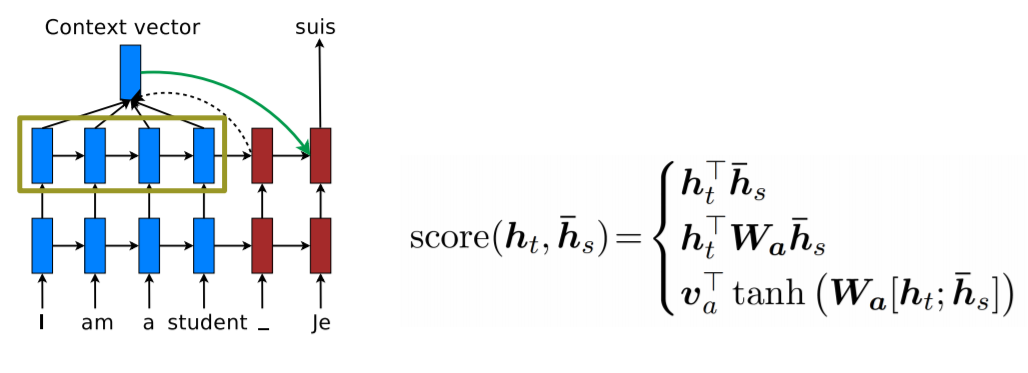 Context vector
suis
I am a student _ Je
score(h_t, h̄_s) = { h_t^⊤ h̄_s
h_t^⊤ W_a h̄_s
v_a^⊤ tanh (W_a[h_t; h̄_s])